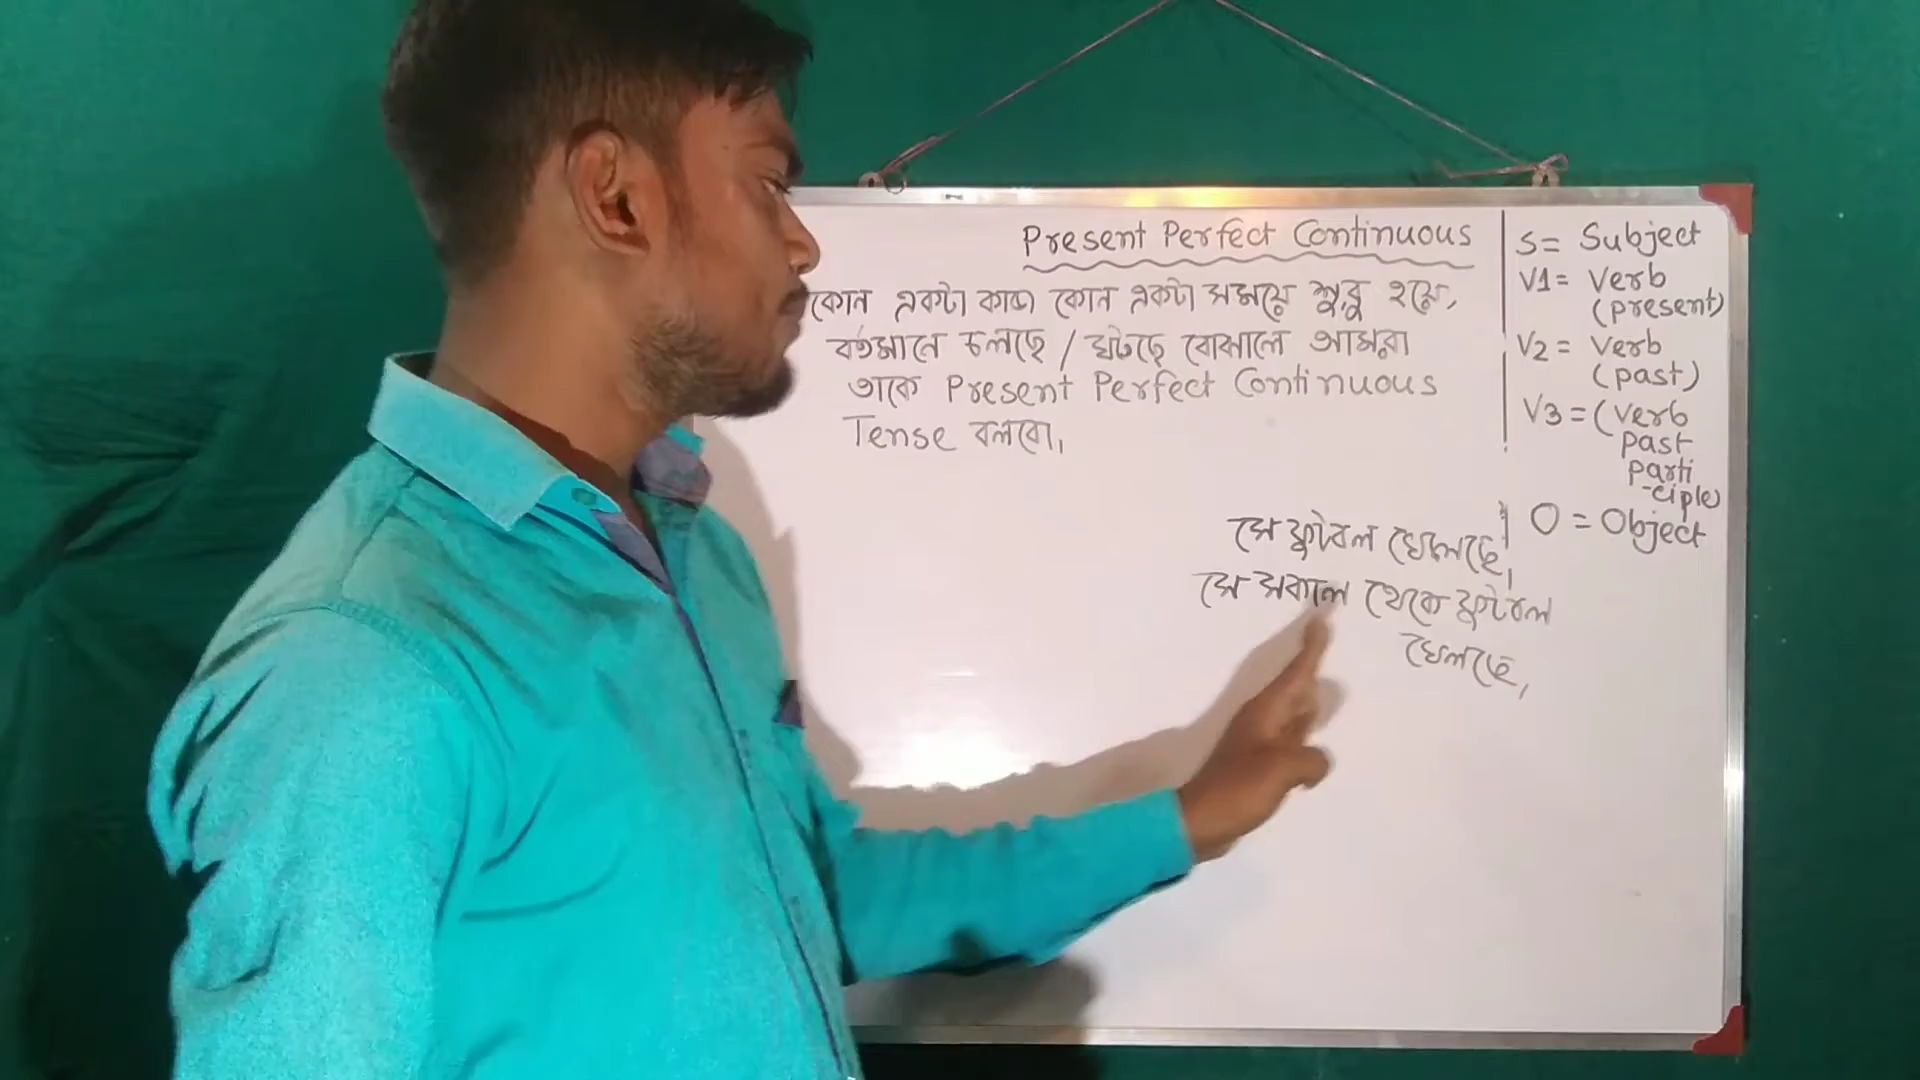 Present Perfect Continuous
কোন একটা কাজ কোন একটা সময়ে শুরু হয়ে,
বর্তমানে চলছে / ঘটছে বোঝালে আমরা
তাকে Present Perfect Continuous
Tense বলবো।
সে ফুটবল খেলেছে।
সে সকাল থেকে ফুটবল
খেলছে।
S = Subject
V1 = Verb
(present)
V2 = Verb
(past)
V3 = (Verb
past
parti
-ciple)
O = Object